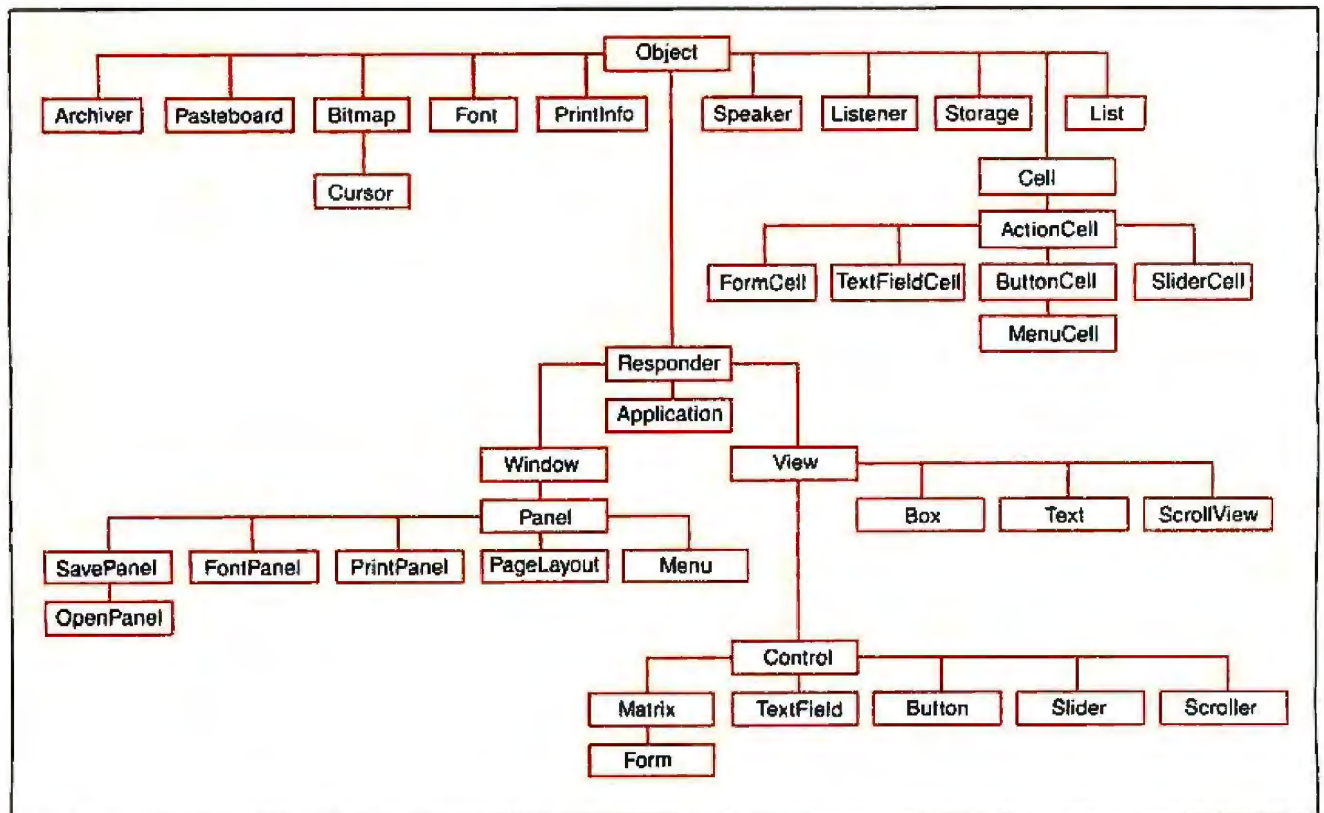 Object
Archiver Pasteboard Bitmap Font PrintInfo Speaker Listener Storage List
Cursor
Cell
ActionCell
FormCell TextFieldCell ButtonCell SliderCell
MenuCell
Responder
Application
Window View
Panel Box Text ScrollView
SavePanel FontPanel PrintPanel PageLayout Menu
OpenPanel
Control
Matrix TextField Button Slider Scroller
Form